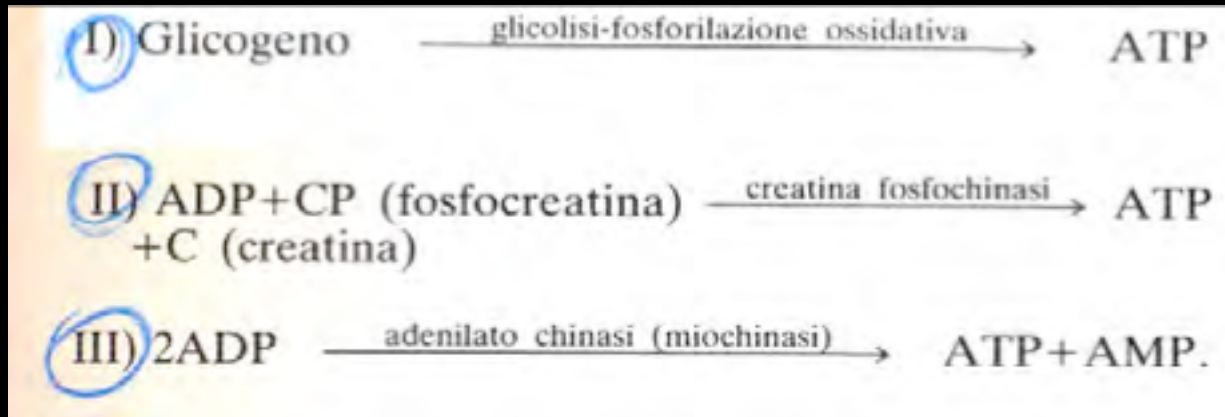 I) Glicogeno glicolisi-fosforilazione ossidativa ATP
II) ADP+CP (fosfocreatina) creatina fosfochinasi ATP
+C (creatina)
III) 2ADP adenilato chinasi (miochinasi) ATP+AMP.